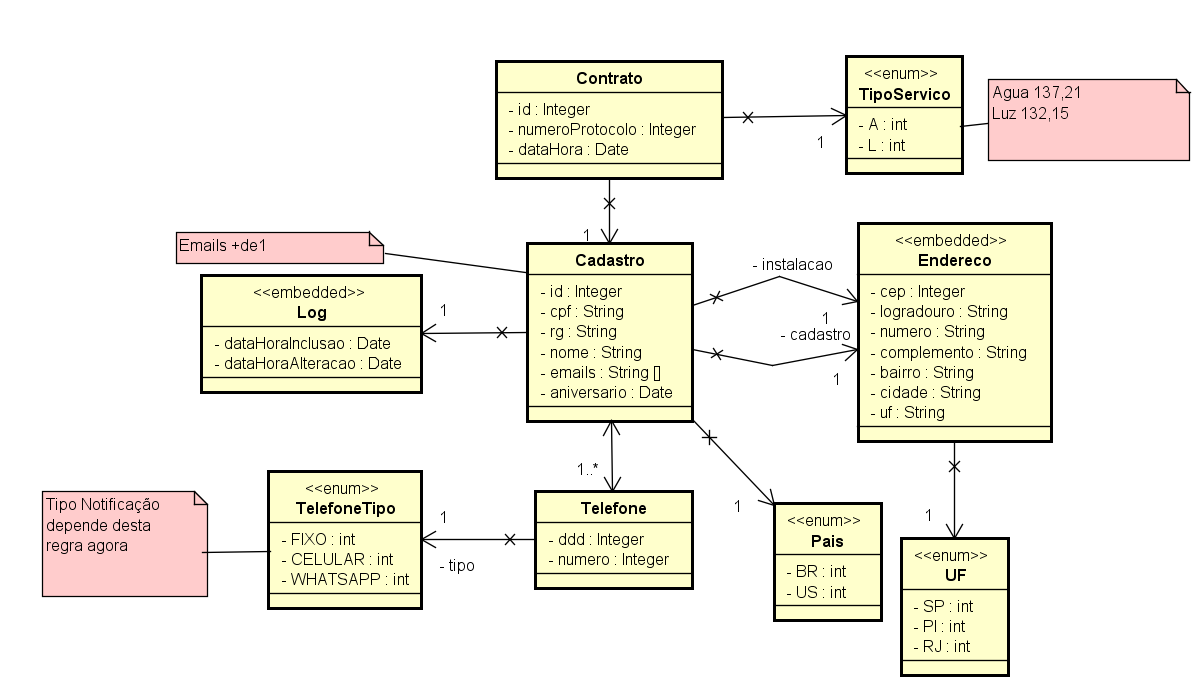 Contrato
- id : Integer
- numeroProtocolo : Integer
- dataHora : Date
1
<<enum>>
TipoServico
- A : int
- L : int
Agua 137,21
Luz 132,15
1
Emails +de1
<<embedded>>
Log
- dataHoraInclusao : Date
- dataHoraAlteracao : Date
1
Cadastro
- id : Integer
- cpf : String
- rg : String
- nome : String
- emails : String []
- aniversario : Date
- instalacao
1
- cadastro
1
<<embedded>>
Endereco
- cep : Integer
- logradouro : String
- numero : String
- complemento : String
- bairro : String
- cidade : String
- uf : String
1..*
1
1
Tipo Notificação
depende desta
regra agora
<<enum>>
TelefoneTipo
- FIXO : int
- CELULAR : int
- WHATSAPP : int
1
- tipo
Telefone
- ddd : Integer
- numero : Integer
<<enum>>
Pais
- BR : int
- US : int
<<enum>>
UF
- SP : int
- PI : int
- RJ : int